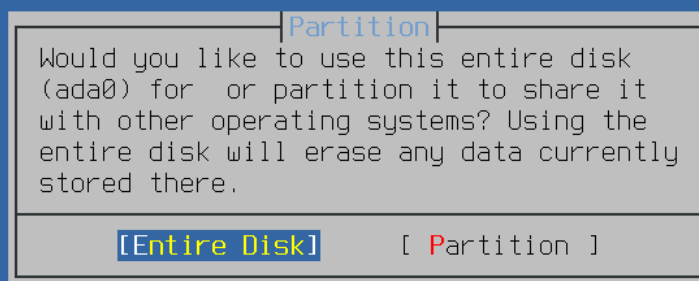 Partition
Would you like to use this entire disk
(ada0) for  or partition it to share it
with other operating systems? Using the
entire disk will erase any data currently
stored there.
[Entire Disk] [ Partition ]